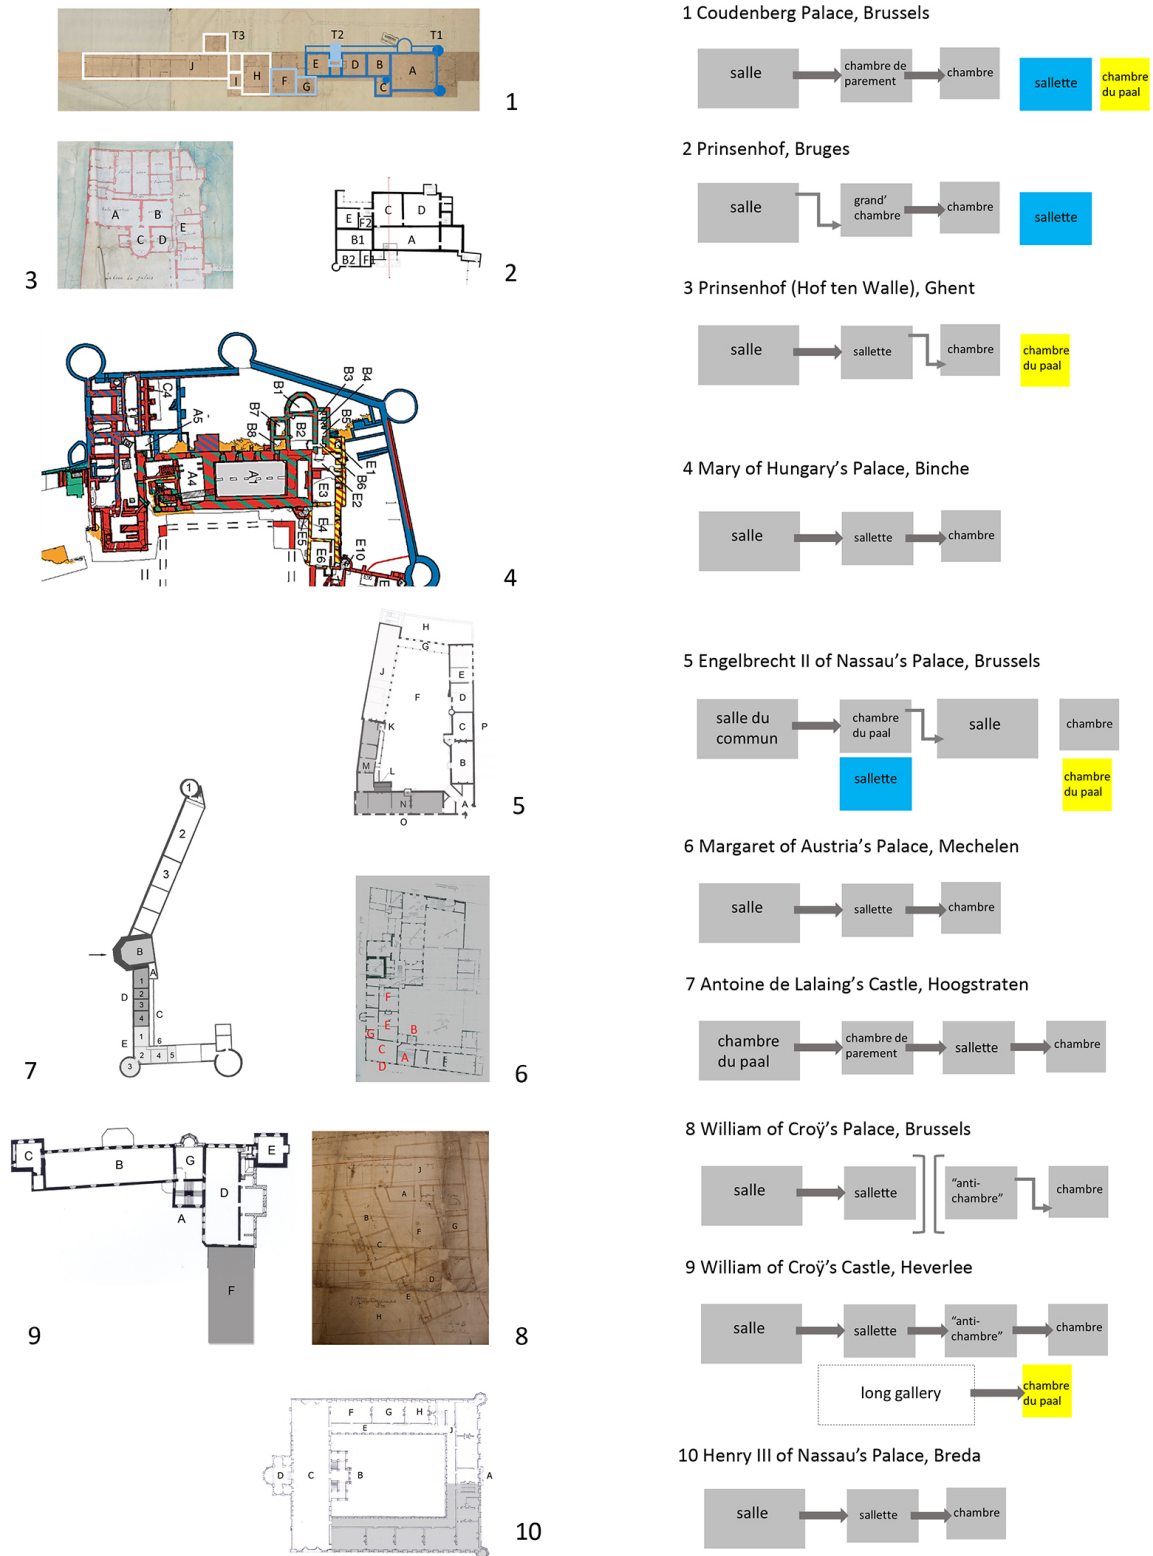 T3
T2
T1
J
H
I
F
G
E
D
B
A
C
1
A
B
C
D
E
3
E
F2
C
D
B1
A
B2
F1
2
C4
A5
A4
A1
B1
B7
B8
B2
B3
B4
B5
E1
B6
E2
E3
E4
E5
E6
E10
4
H
G
J
E
F
D
K
C
P
M
B
L
N
A
O
5
1
2
3
B
A
1
D
2
3
C
4
1
E
6
2
4
5
3
7
F
E
B
G
C
A
D
6
C
B
G
E
D
A
F
9
J
A
B
F
G
C
D
E
H
8
F
G
H
E
J
D
C
B
A
10
1 Coudenberg Palace, Brussels
salle
chambre de
parement
chambre
sallette
chambre
du paal
2 Prinsenhof, Bruges
salle
grand’
chambre
chambre
sallette
3 Prinsenhof (Hof ten Walle), Ghent
salle
sallette
chambre
chambre
du paal
4 Mary of Hungary’s Palace, Binche
salle
sallette
chambre
5 Engelbrecht II of Nassau’s Palace, Brussels
salle du
commun
chambre
du paal
salle
chambre
sallette
chambre
du paal
6 Margaret of Austria’s Palace, Mechelen
salle
sallette
chambre
7 Antoine de Lalaing’s Castle, Hoogstraten
chambre
du paal
chambre de
parement
sallette
chambre
8 William of Croÿ’s Palace, Brussels
salle
sallette
“anti-
chambre”
chambre
9 William of Croÿ’s Castle, Heverlee
salle
sallette
“anti-
chambre”
chambre
long gallery
chambre
du paal
10 Henry III of Nassau’s Palace, Breda
salle
sallette
chambre